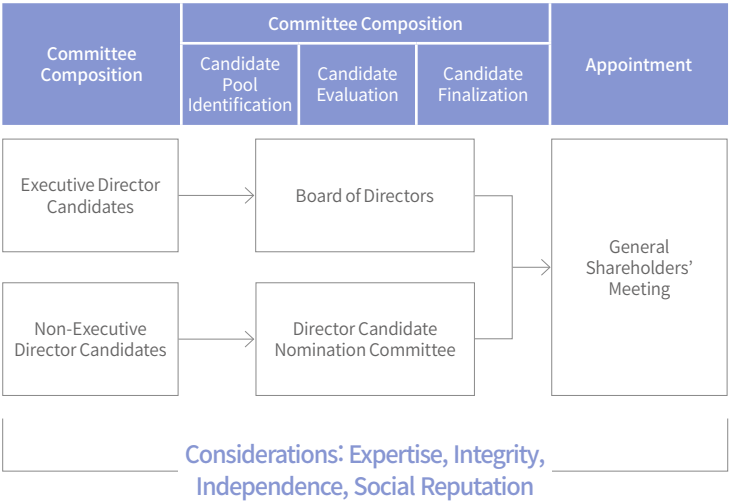 Committee
Composition
Committee Composition
Candidate
Pool
Identification
Candidate
Evaluation
Candidate
Finalization
Appointment
Executive Director
Candidates
Board of Directors
General
Shareholders’
Meeting
Non-Executive
Director Candidates
Director Candidate
Nomination Committee
Considerations: Expertise, Integrity,
Independence, Social Reputation